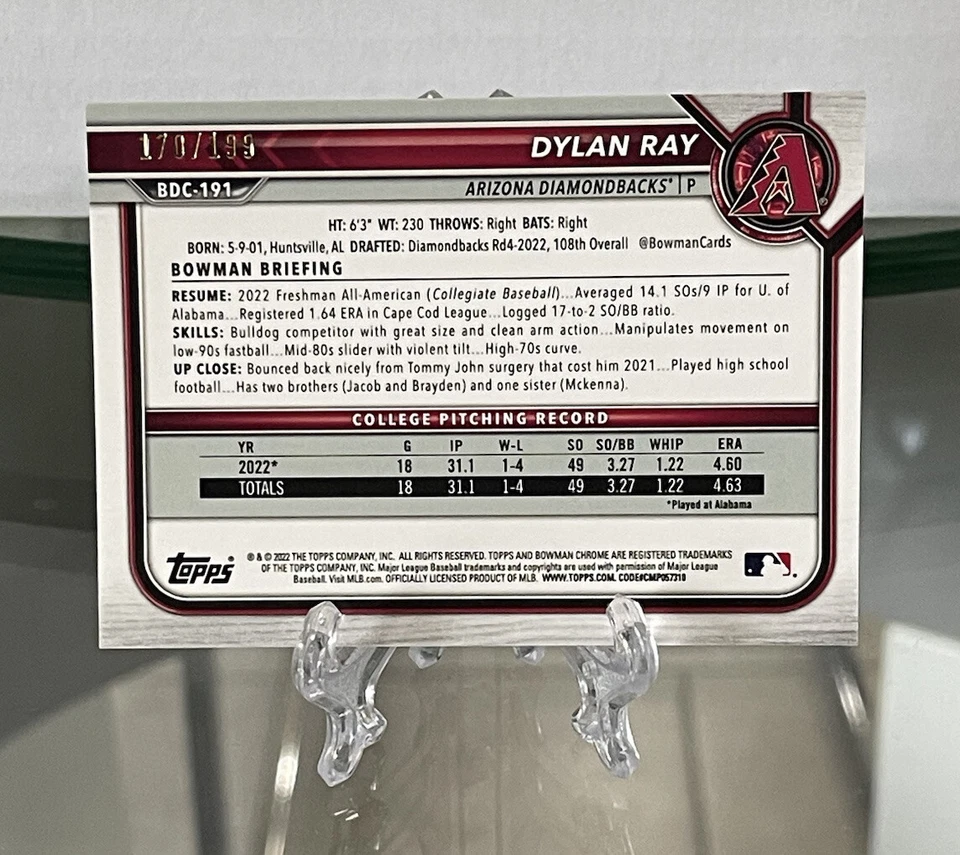 170/199
DYLAN RAY
BDC-191
ARIZONA DIAMONDBACKS® | P
HT: 6'3" WT: 230 THROWS: Right BATS: Right
BORN: 5-9-01, Huntsville, AL DRAFTED: Diamondbacks Rd4-2022, 108th Overall @BowmanCards
BOWMAN BRIEFING
RESUME: 2022 Freshman All-American (Collegiate Baseball)...Averaged 14.1 SOs/9 IP for U. of
Alabama...Registered 1.64 ERA in Cape Cod League...Logged 17-to-2 SO/BB ratio.
SKILLS: Bulldog competitor with great size and clean arm action...Manipulates movement on
low-90s fastball...Mid-80s slider with violent tilt...High-70s curve.
UP CLOSE: Bounced back nicely from Tommy John surgery that cost him 2021...Played high school
football...Has two brothers (Jacob and Brayden) and one sister (Mckenna).
COLLEGE PITCHING RECORD
YR G IP W-L SO SO/BB WHIP ERA
2022* 18 31.1 1-4 49 3.27 1.22 4.60
TOTALS 18 31.1 1-4 49 3.27 1.22 4.63
*Played at Alabama
topps®
® & © 2022 THE TOPPS COMPANY, INC. ALL RIGHTS RESERVED. TOPPS AND BOWMAN CHROME ARE REGISTERED TRADEMARKS
OF THE TOPPS COMPANY, INC. Major League Baseball trademarks and copyrights are used with permission of Major League
Baseball. Visit MLB.com. OFFICIALLY LICENSED PRODUCT OF MLB. WWW.TOPPS.COM. CODE#CMP057310